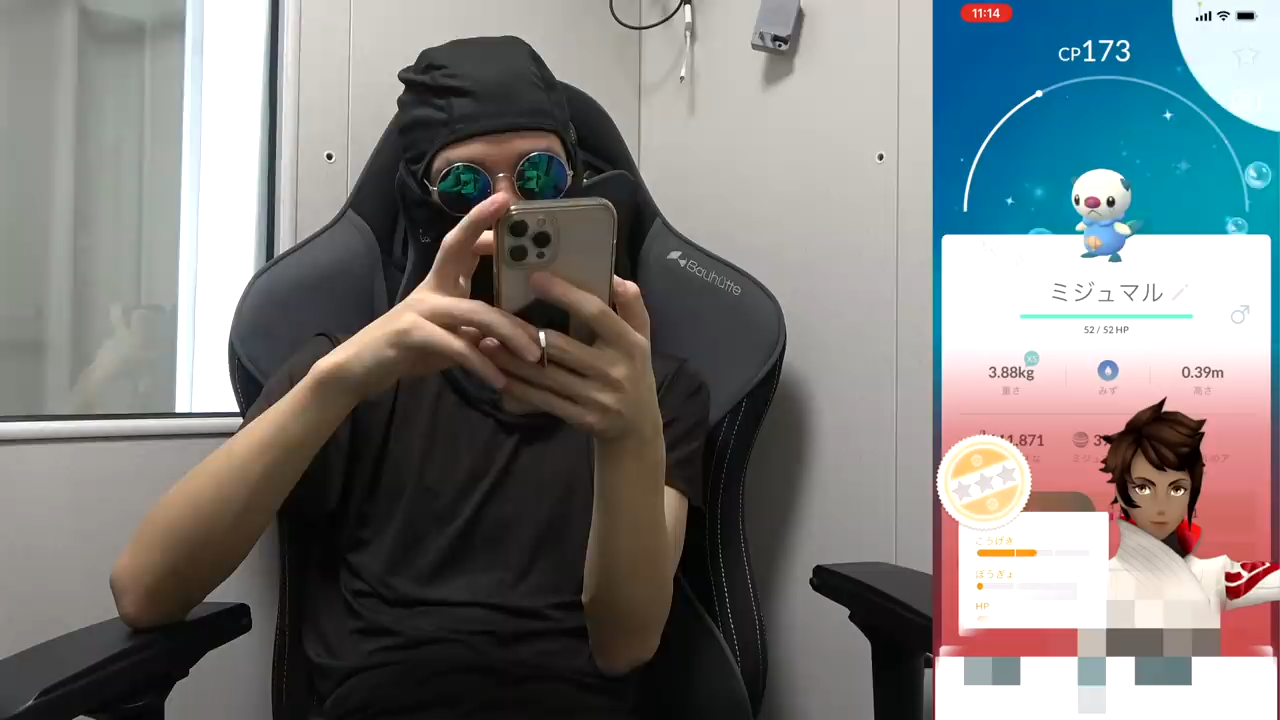 Bauhütte
11:14
CP173
ミジュマル
52 / 52 HP
XS
3.88kg
重さ
みず
0.39m
高さ
こうげき
ぼうぎょ
HP